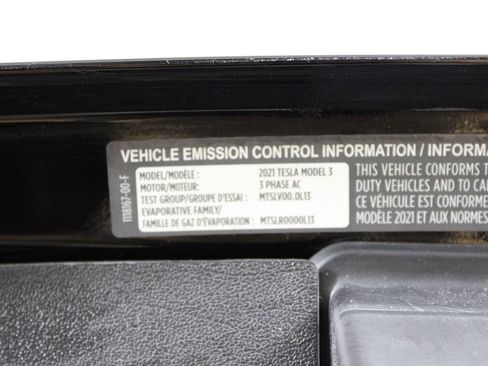 VEHICLE EMISSION CONTROL INFORMATION / INFORMA
MODEL/MODÈLE: 2021 TESLA MODEL 3
MOTOR/MOTEUR: 3 PHASE AC
TEST GROUP/GROUPE D'ESSAI: MTSLV00.0L13
EVAPORATIVE FAMILY/
FAMILLE DE GAZ D'ÉVAPORATION: MTSLR0000L13
THIS VEHICLE CONFORMS
DUTY VEHICLES AND TO CA
CE VÉHICULE EST CONFORM
MODÈLE 2021 ET AUX NORMES
1118167-00-F